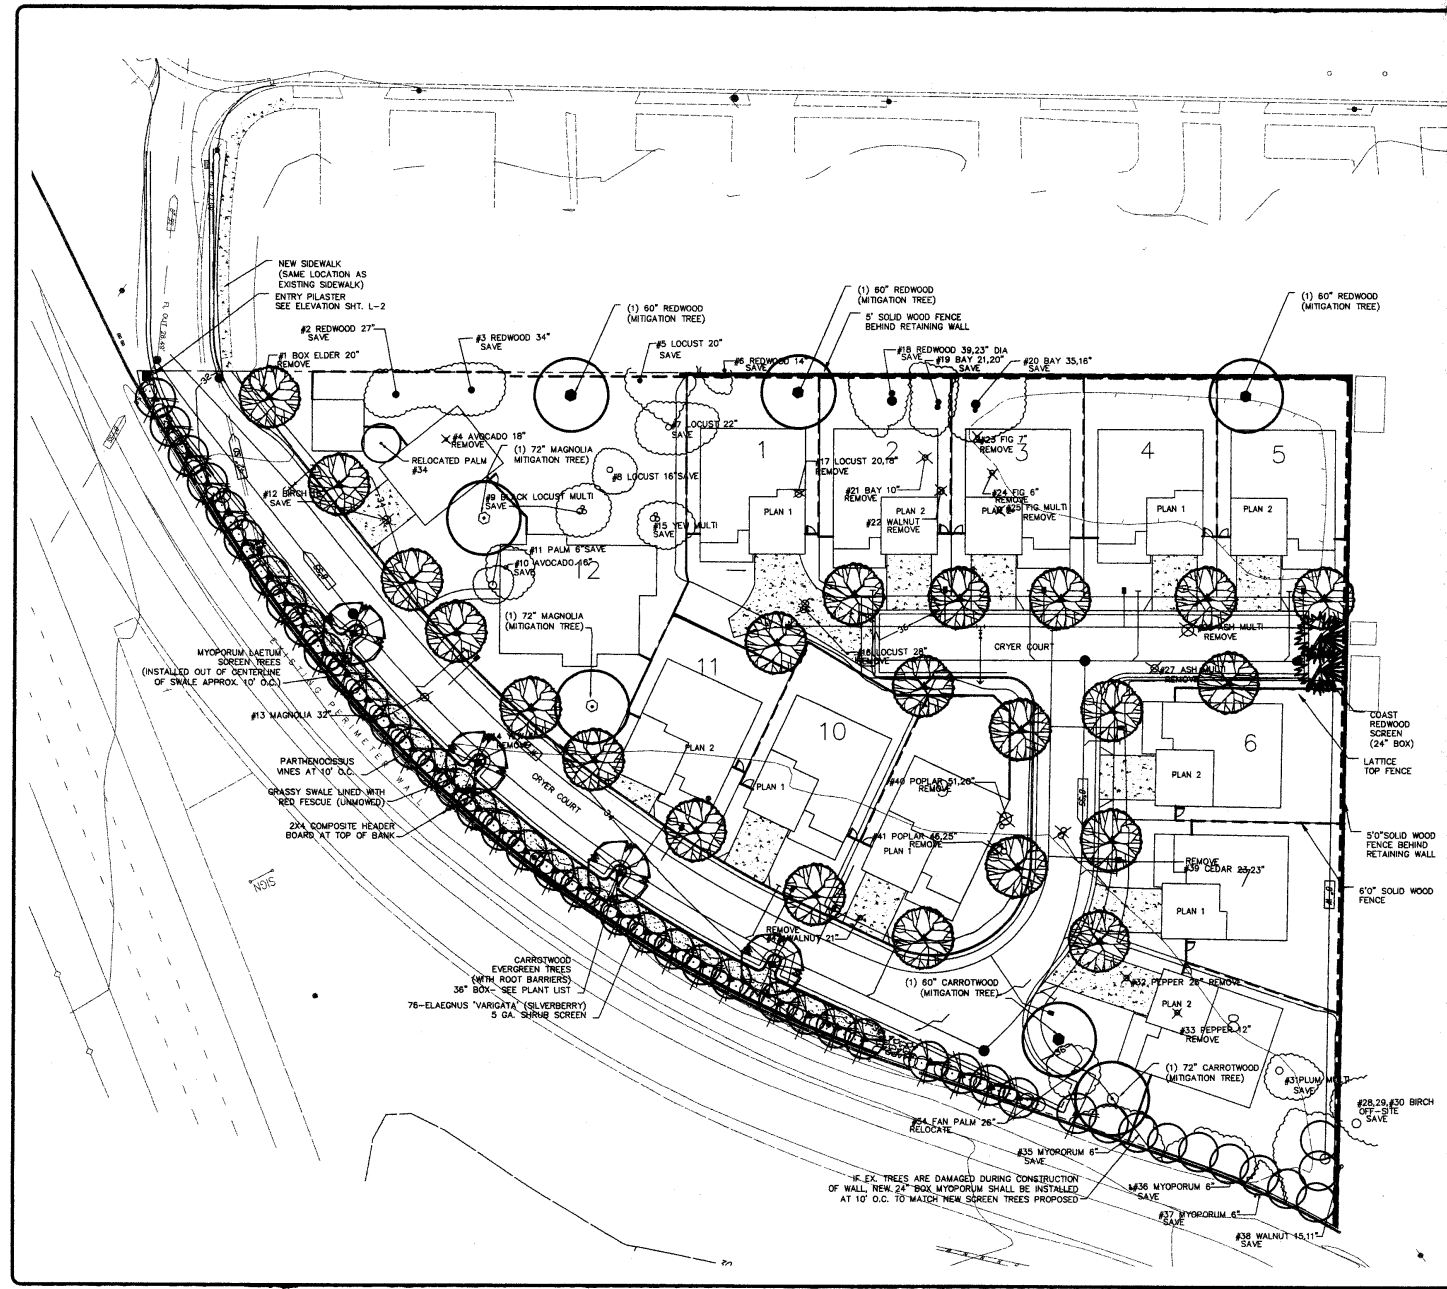 NEW SIDEWALK
(SAME LOCATION AS
EXISTING SIDEWALK)
ENTRY PILASTER
SEE ELEVATION SHT. L-2
#2 REDWOOD 27"
SAVE
#1 BOX ELDER 20"
REMOVE
#3 REDWOOD 34"
SAVE
(1) 60" REDWOOD
(MITIGATION TREE)
#5 LOCUST 20"
SAVE
#6 REDWOOD 14"
SAVE
(1) 60" REDWOOD
(MITIGATION TREE)
5' SOLID WOOD FENCE
BEHIND RETAINING WALL
#18 REDWOOD 39,23" DIA
SAVE
#19 BAY 21,20"
SAVE
#20 BAY 35,16"
SAVE
(1) 60" REDWOOD
(MITIGATION TREE)
#4 AVOCADO 18"
REMOVE
(1) 72" MAGNOLIA
MITIGATION TREE)
RELOCATED PALM
#34
#7 LOCUST 22"
SAVE
#8 LOCUST 16" SAVE
#9 BLACK LOCUST MULTI
SAVE
#12 BIRCH
SAVE
#15 YEW MULTI
SAVE
#11 PALM 6" SAVE
#10 AVOCADO 16"
SAVE
12
(1) 72" MAGNOLIA
(MITIGATION TREE)
1
2
3
4
5
#17 LOCUST 20,18"
REMOVE
#21 BAY 10"
REMOVE
#22 WALNUT
REMOVE
#23 FIG 7"
REMOVE
#24 FIG 6"
REMOVE
#25 FIG MULTI
REMOVE
PLAN 1
PLAN 2
PLAN
PLAN 1
PLAN 2
36
#16 LOCUST 28"
REMOVE
CRYER COURT
ASH MULTI
REMOVE
#27 ASH MULTI
REMOVE
MYOPORUM LAETUM
SCREEN TREES
(INSTALLED OUT OF CENTERLINE
OF SWALE APPROX. 10' O.C.)
#13 MAGNOLIA 32"
REMOVE
EXISTING PERIMETER WALL
PARTHENOCISSUS
VINES AT 10' O.C.
GRASSY SWALE LINED WITH
RED FESCUE (UNMOWED)
2X4 COMPOSITE HEADER
BOARD AT TOP OF BANK
CRYER COURT
34
11
PLAN 2
10
PLAN 1
9
PLAN 1
#40 POPLAR 51,20"
REMOVE
#41 POPLAR 46,25"
REMOVE
6
PLAN 2
7
PLAN 1
REMOVE
#39 CEDAR 23,23"
COAST
REDWOOD
SCREEN
(24" BOX)
LATTICE
TOP FENCE
5'0" SOLID WOOD
FENCE BEHIND
RETAINING WALL
6'0" SOLID WOOD
FENCE
SIGN
REMOVE
WALNUT 21"
CARROTWOOD
EVERGREEN TREES
(WITH ROOT BARRIERS)
36" BOX- SEE PLANT LIST
76-ELAEGNUS 'VARIGATA' (SILVERBERRY)
5 GA. SHRUB SCREEN
(1) 60" CARROTWOOD
(MITIGATION TREE)
#32 PEPPER 26" REMOVE
PLAN 2
#33 PEPPER 12"
REMOVE
(1) 72" CARROTWOOD
(MITIGATION TREE)
#31 PLUM MULTI
SAVE
#28,29,#30 BIRCH
OFF-SITE
SAVE
#34 FAN PALM 26"
RELOCATE
#35 MYOPORUM 6"
SAVE
IF EX. TREES ARE DAMAGED DURING CONSTRUCTION
OF WALL, NEW 24" BOX MYOPORUM SHALL BE INSTALLED
AT 10' O.C. TO MATCH NEW SCREEN TREES PROPOSED
#36 MYOPORUM 6"
SAVE
#37 MYOPORUM 6"
SAVE
#38 WALNUT 15,11"
SAVE